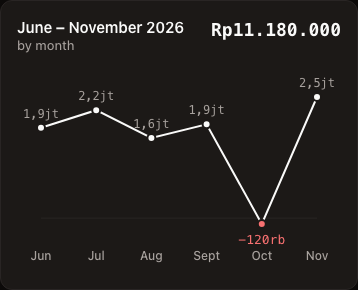 June – November 2026
Rp11.180.000
by month
2,5jt
2,2jt
1,9jt
1,9jt
1,6jt
−120rb
Jun Jul Aug Sept Oct Nov